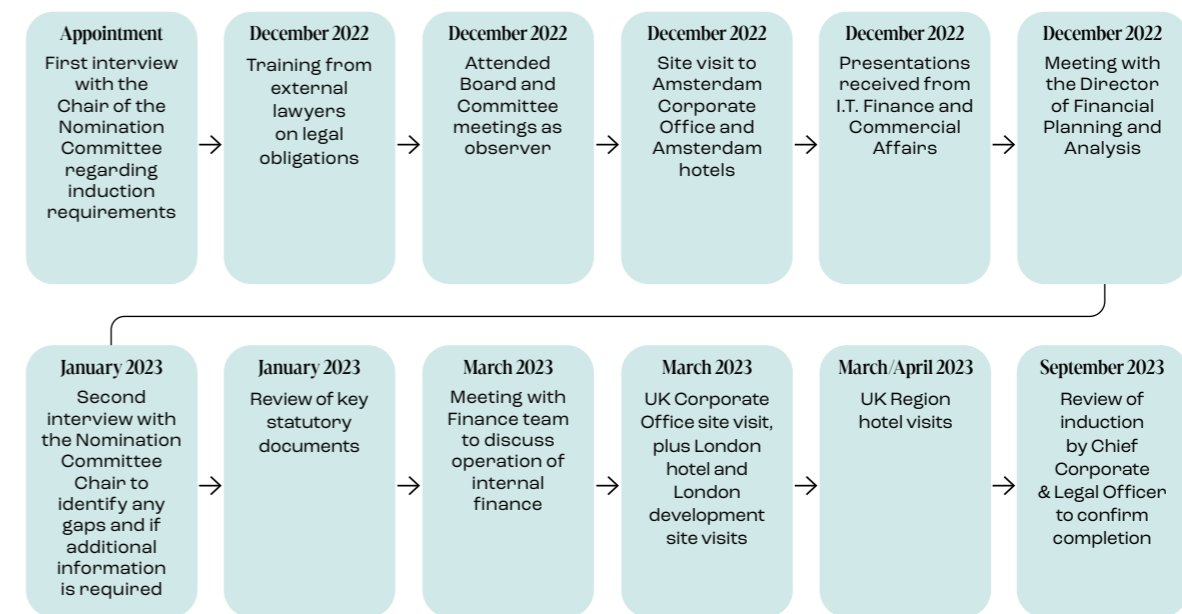 Appointment
First interview
with the
Chair of the
Nomination
Committee
regarding
induction
requirements
December 2022
Training from
external
lawyers
on legal
obligations
December 2022
Attended
Board and
Committee
meetings as
observer
December 2022
Site visit to
Amsterdam
Corporate
Office and
Amsterdam
hotels
December 2022
Presentations
received from
I.T. Finance and
Commercial
Affairs
December 2022
Meeting with
the Director
of Financial
Planning and
Analysis
January 2023
Second
interview with
the Nomination
Committee
Chair to
identify any
gaps and if
additional
information
is required
January 2023
Review of key
statutory
documents
March 2023
Meeting with
Finance team
to discuss
operation of
internal
finance
March 2023
UK Corporate
Office site visit,
plus London
hotel and
London
development
site visits
March/April 2023
UK Region
hotel visits
September 2023
Review of
induction
by Chief
Corporate
& Legal Officer
to confirm
completion